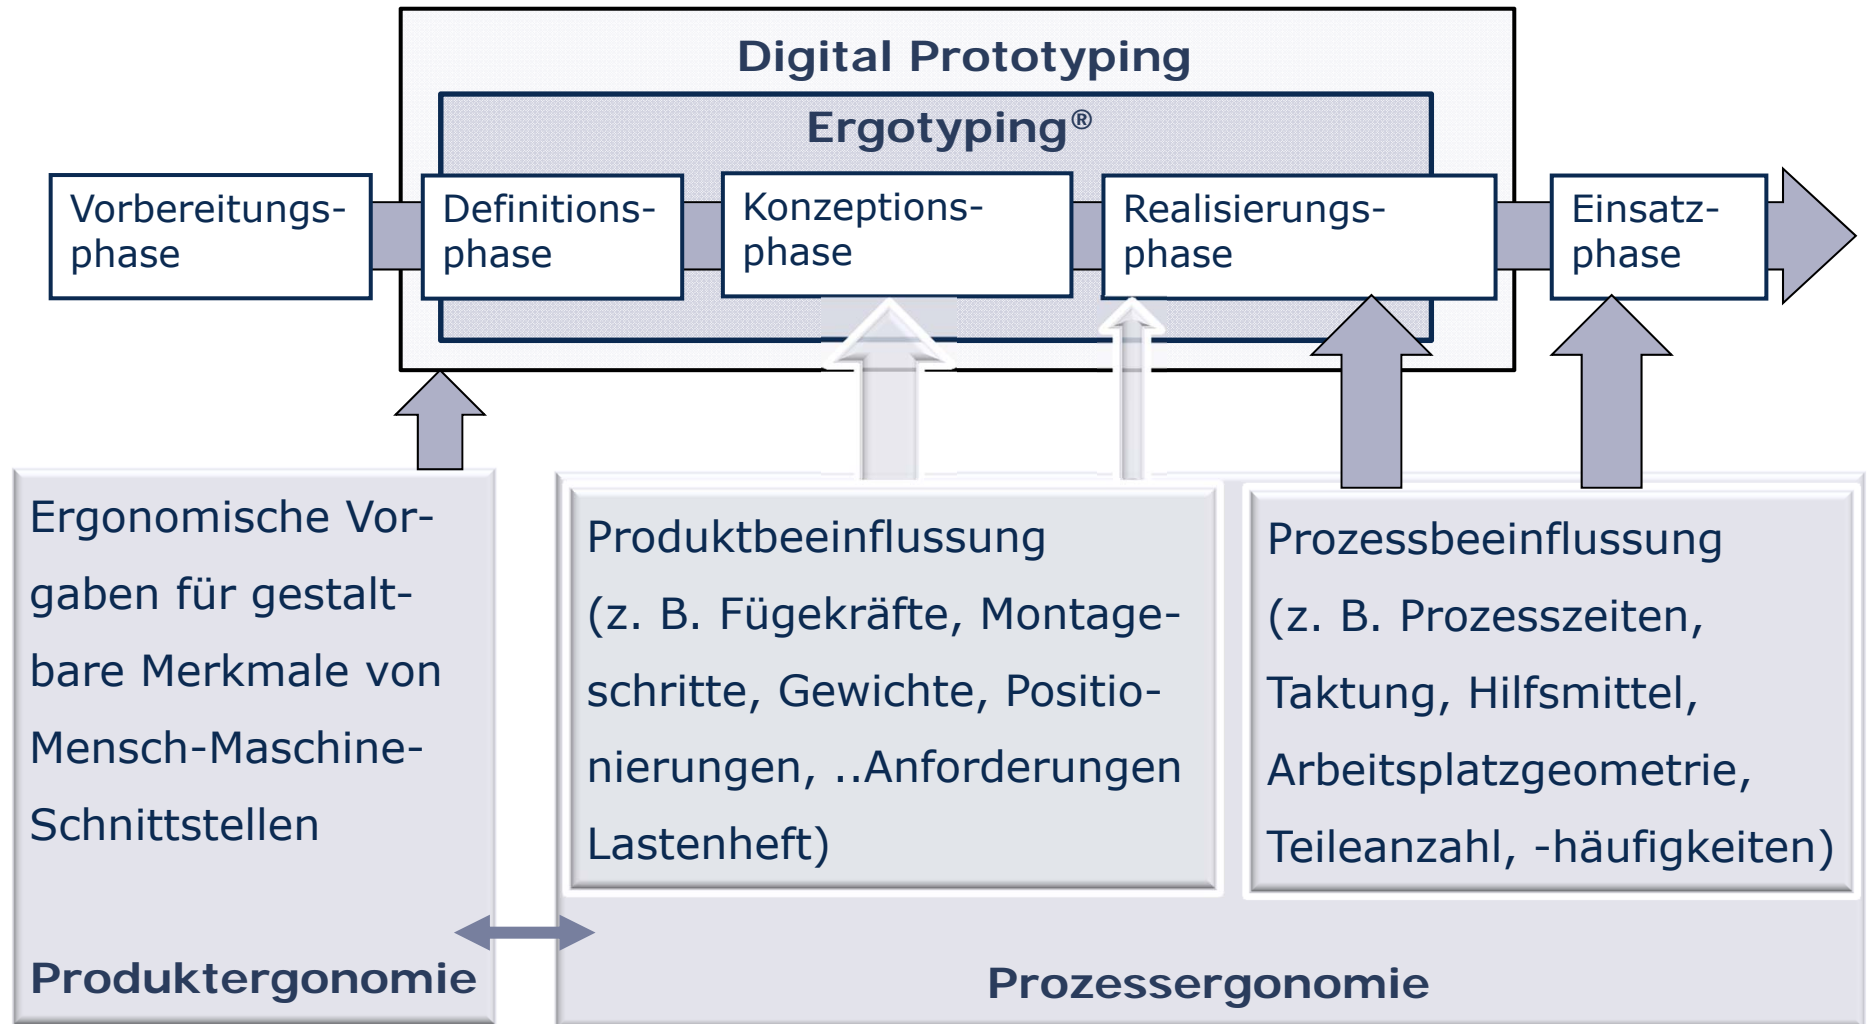 Digital Prototyping
Ergotyping®
Vorbereitungs-
phase
Definitions-
phase
Konzeptions-
phase
Realisierungs-
phase
Einsatz-
phase
Ergonomische Vor-
gaben für gestalt-
bare Merkmale von
Mensch-Maschine-
Schnittstellen
Produktergonomie
Produktbeeinflussung
(z. B. Fügekräfte, Montage-
schritte, Gewichte, Positio-
nierungen, ..Anforderungen
Lastenheft)
Prozessbeeinflussung
(z. B. Prozesszeiten,
Taktung, Hilfsmittel,
Arbeitsplatzgeometrie,
Teileanzahl, -häufigkeiten)
Prozessergonomie